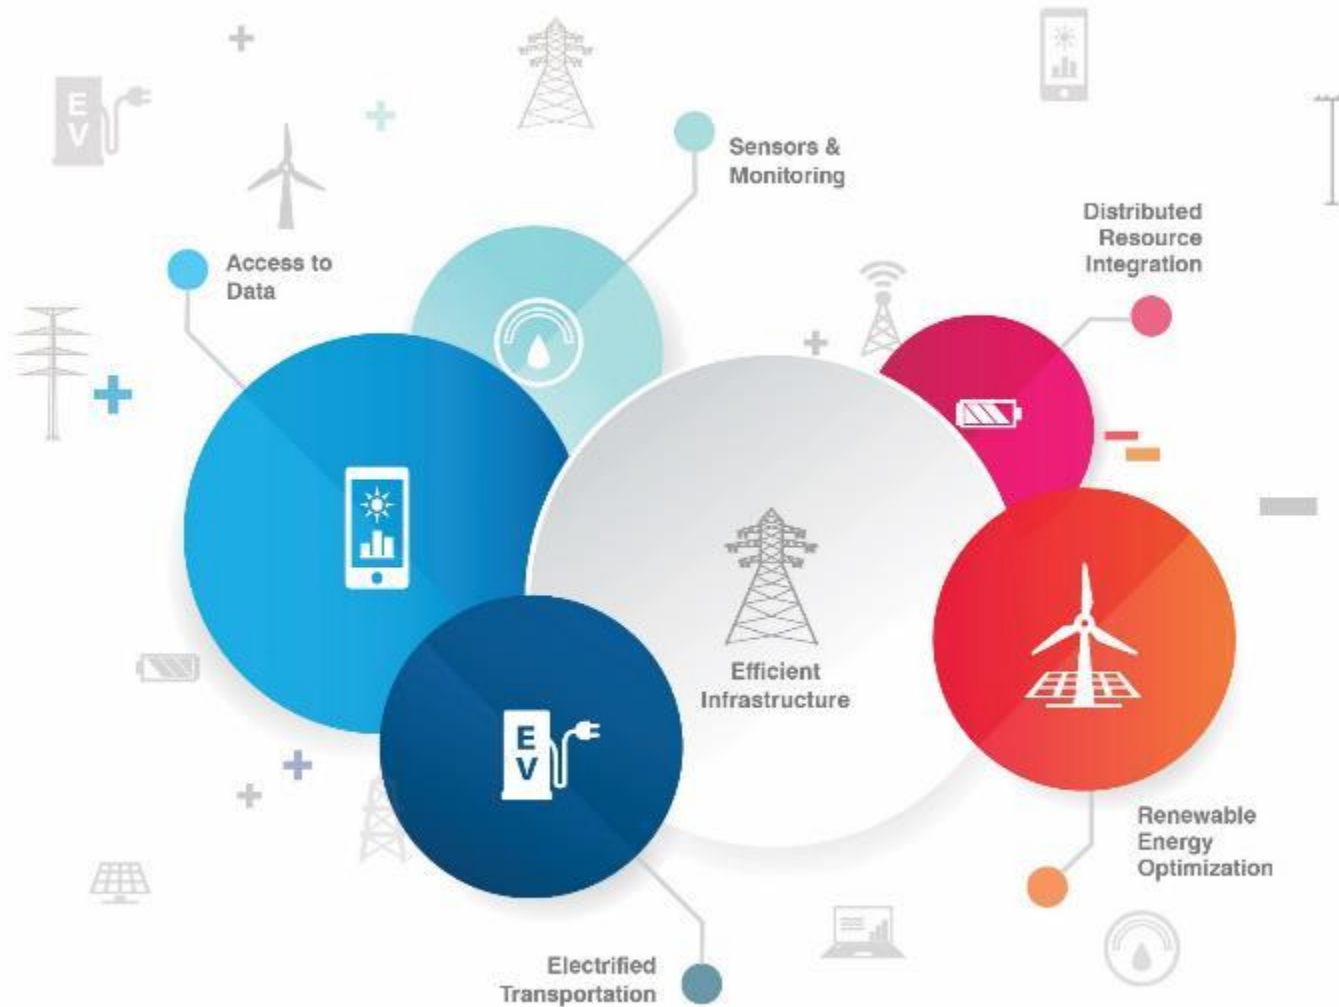 E
V
Sensors &
Monitoring
Distributed
Resource
Integration
Access to
Data
Efficient
Infrastructure
E
V
Renewable
Energy
Optimization
Electrified
Transportation